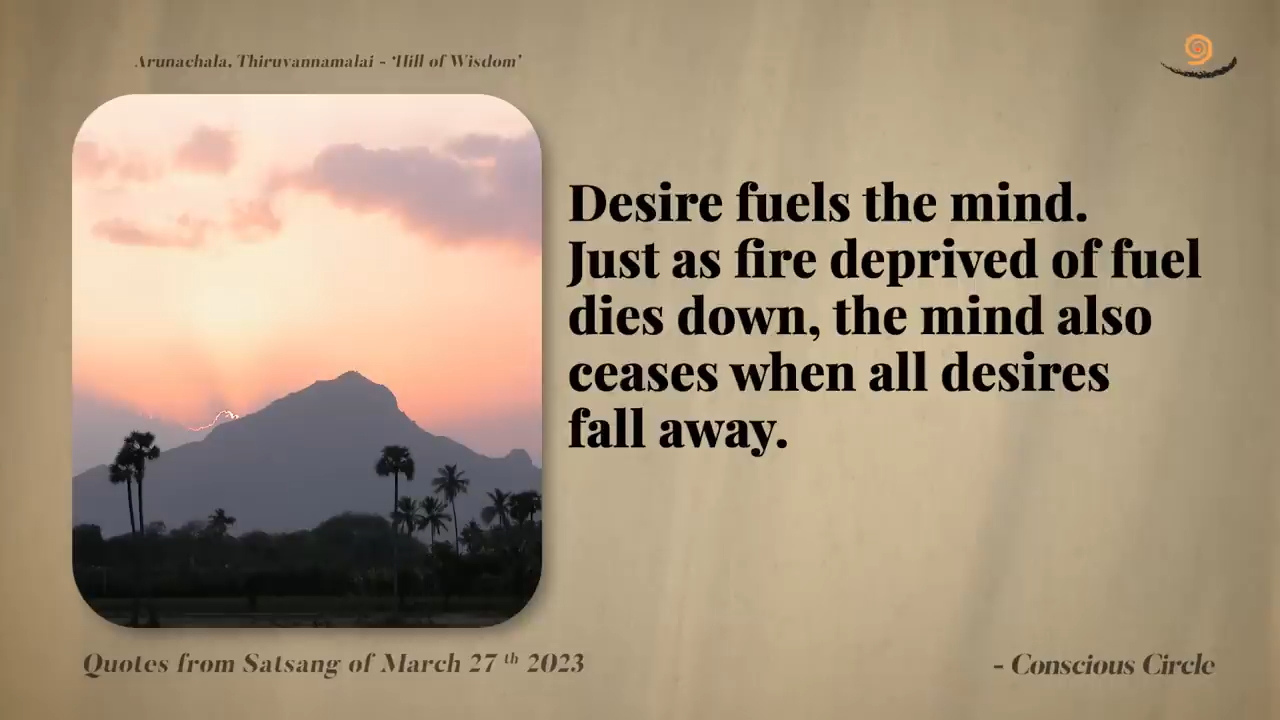 Arunachala, Thiruvannamalai - 'Hill of Wisdom'
Desire fuels the mind.
Just as fire deprived of fuel
dies down, the mind also
ceases when all desires
fall away.
Quotes from Satsang of March 27 th 2023
- Conscious Circle